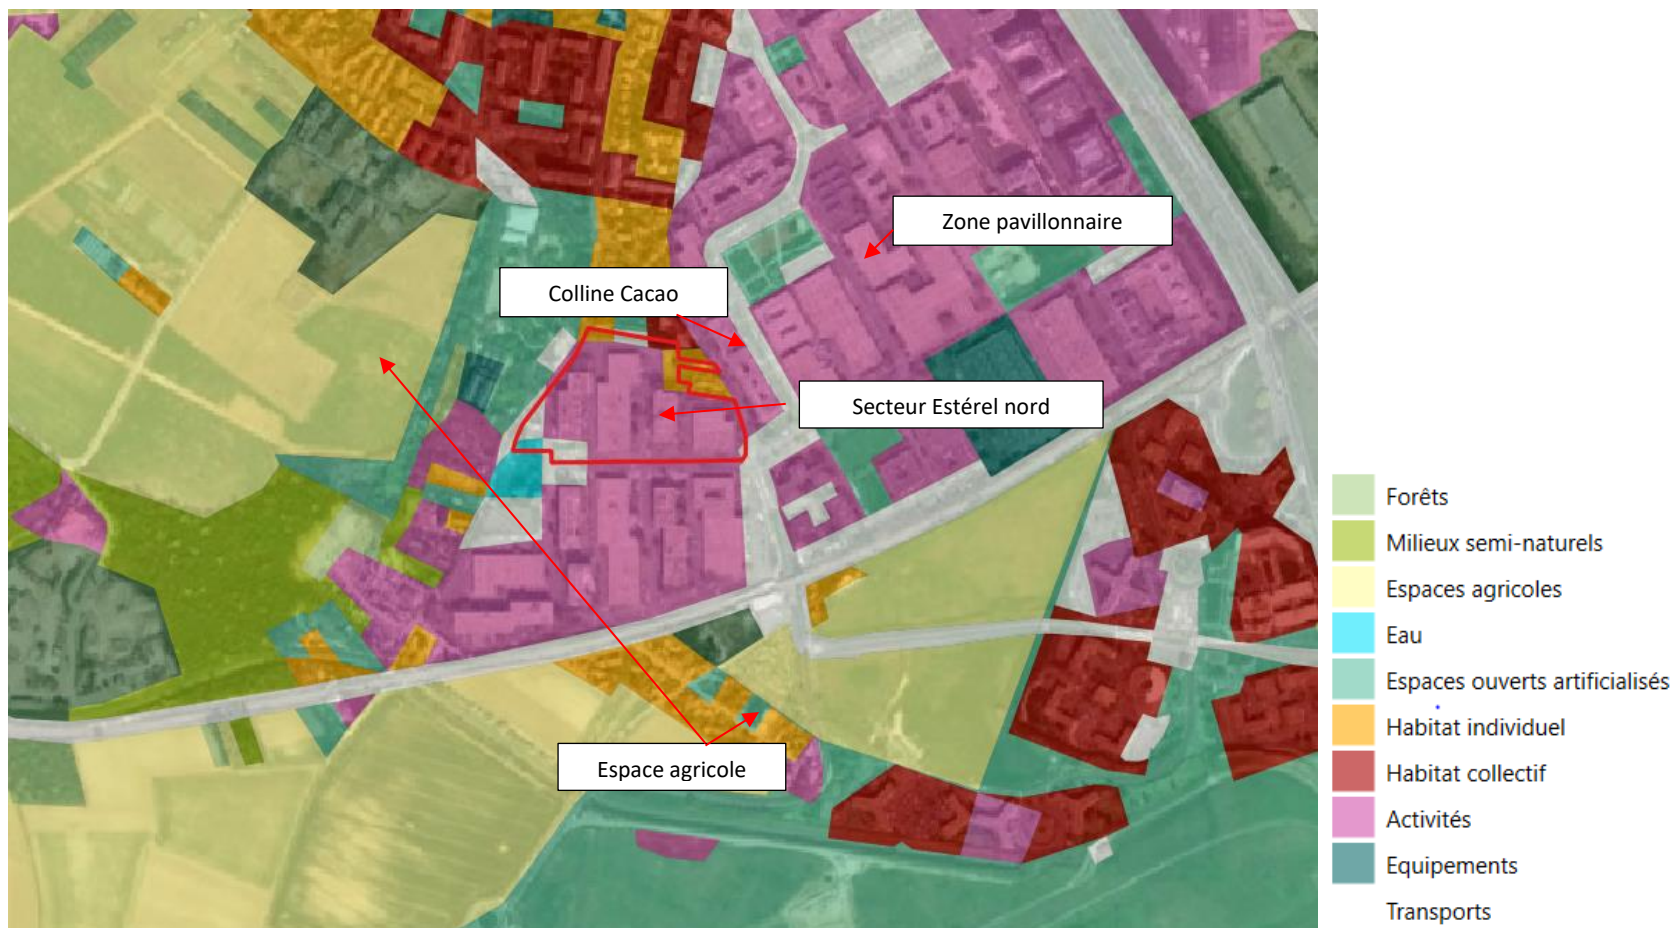 Zone pavillonnaire
Colline Cacao
Secteur Estérel nord
Espace agricole
Forêts
Milieux semi-naturels
Espaces agricoles
Eau
Espaces ouverts artificialisés
Habitat individuel
Habitat collectif
Activités
Equipements
Transports